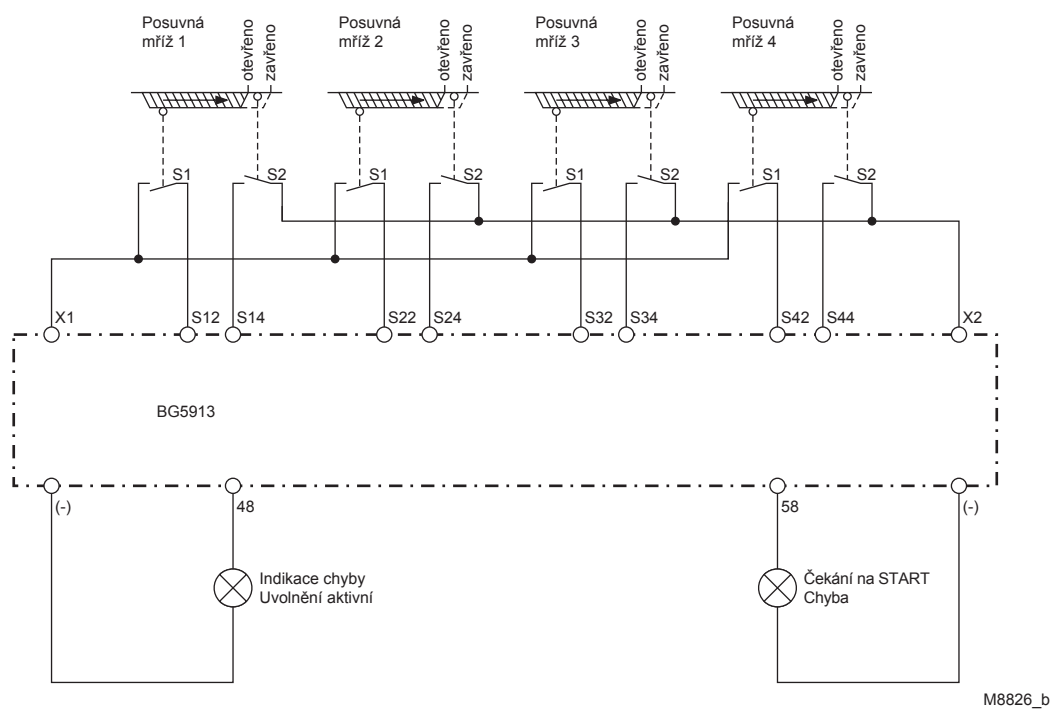 Posuvná
mříž 1
otevřeno
zavřeno
Posuvná
mříž 2
otevřeno
zavřeno
Posuvná
mříž 3
otevřeno
zavřeno
Posuvná
mříž 4
otevřeno
zavřeno
S1
S2
S1
S2
S1
S2
S1
S2
X1
S12
S14
S22
S24
S32
S34
S42
S44
X2
BG5913
(-)
48
58
(-)
Indikace chyby
Uvolnění aktivní
Čekání na START
Chyba
M8826_b